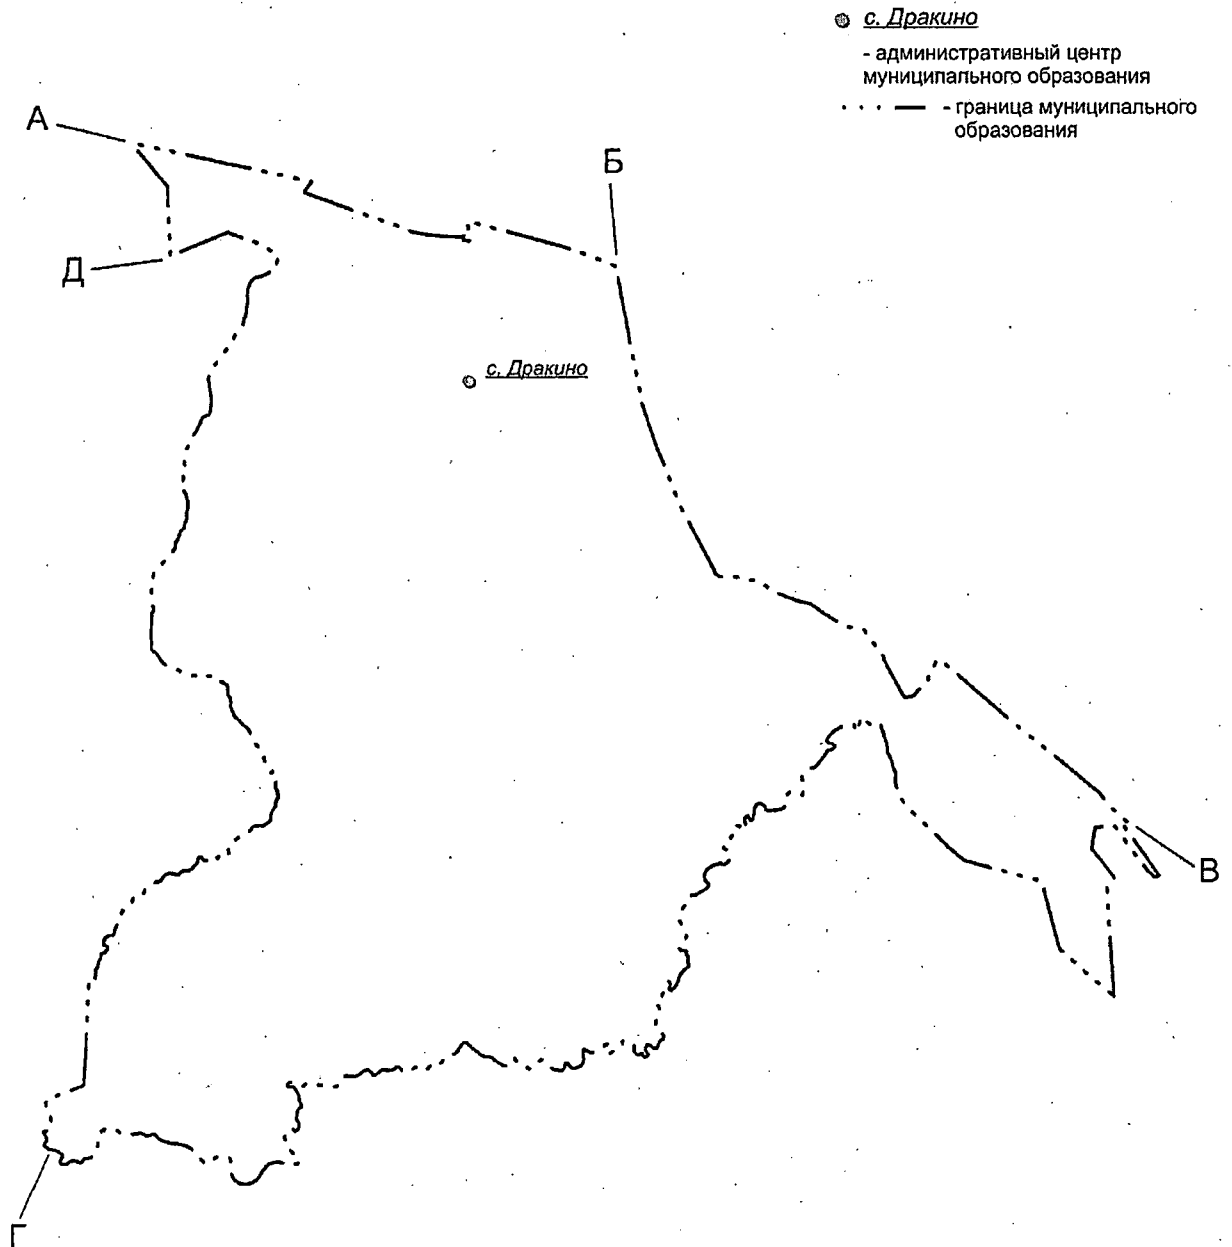 с. Дракино
- административный центр
муниципального образования
- граница муниципального
образования
А
Б
Д
с. Дракино
В
Г